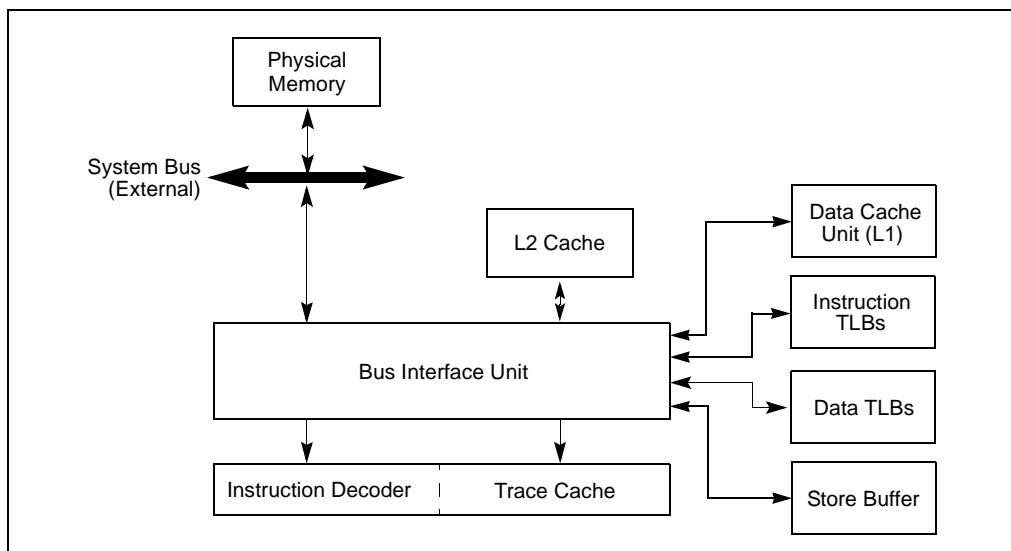 Physical
Memory
System Bus
(External)
L2 Cache
Data Cache
Unit (L1)
Instruction
TLBs
Bus Interface Unit
Data TLBs
Instruction Decoder
Trace Cache
Store Buffer